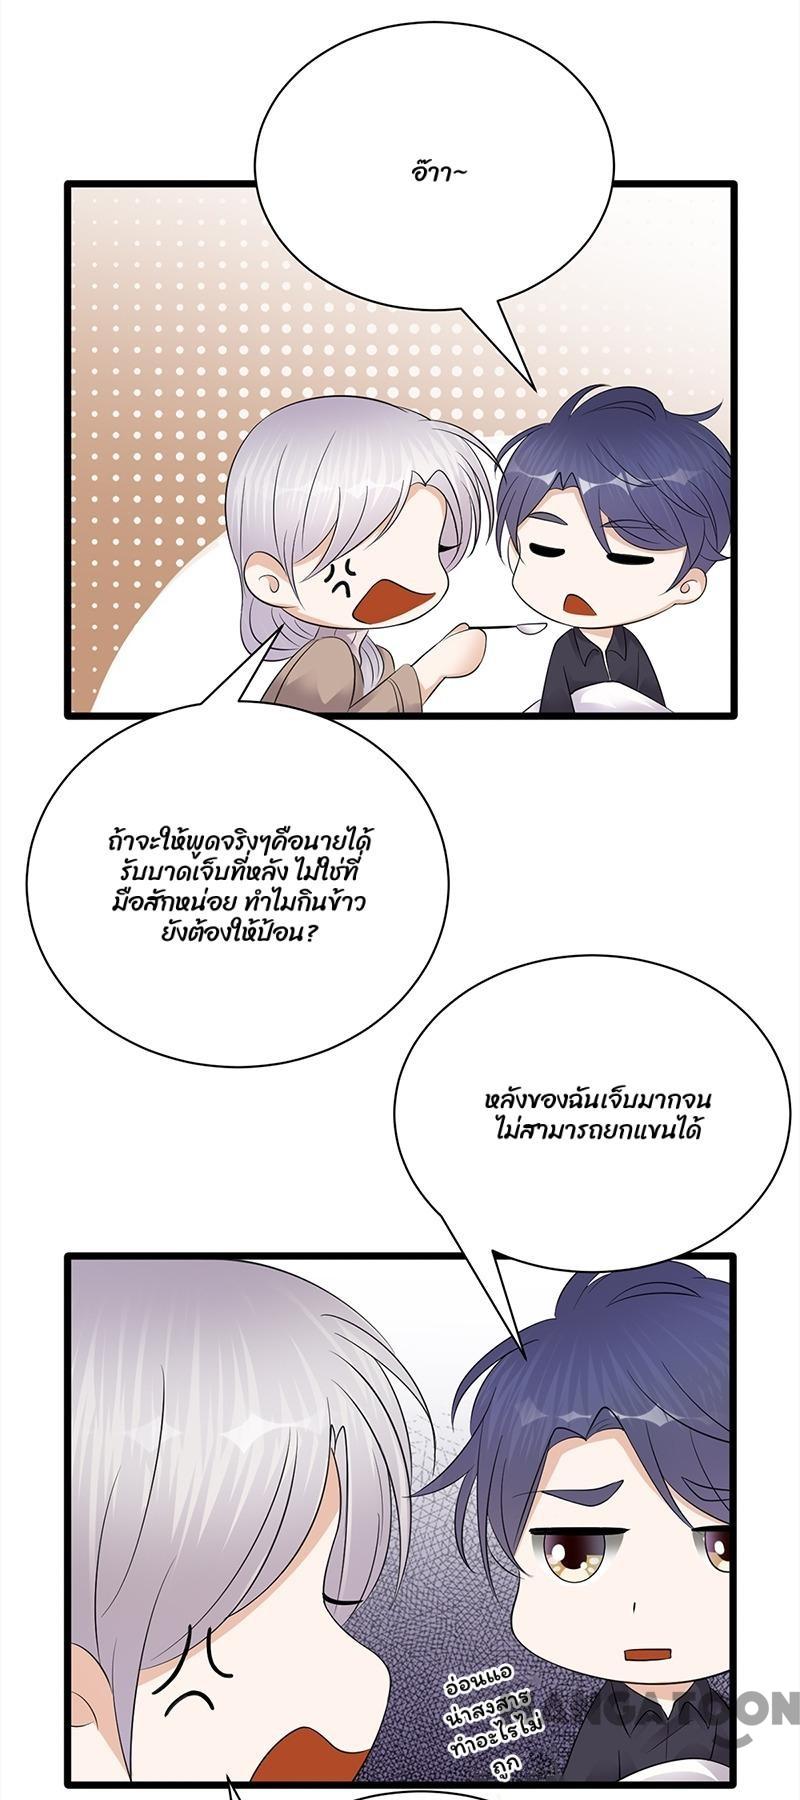 อ๊าา~
ถ้าจะให้พูดจริงๆคือนายได้
รับบาดเจ็บที่หลัง ไม่ใช่ที่
มือสักหน่อย ทำไมกินข้าว
ยังต้องให้ป้อน?
หลังของฉันเจ็บมากจน
ไม่สามารถยกแขนได้
อ่อนแอ
น่าสงสาร
ทำอะไรไม่
ถูก
MANGATOON